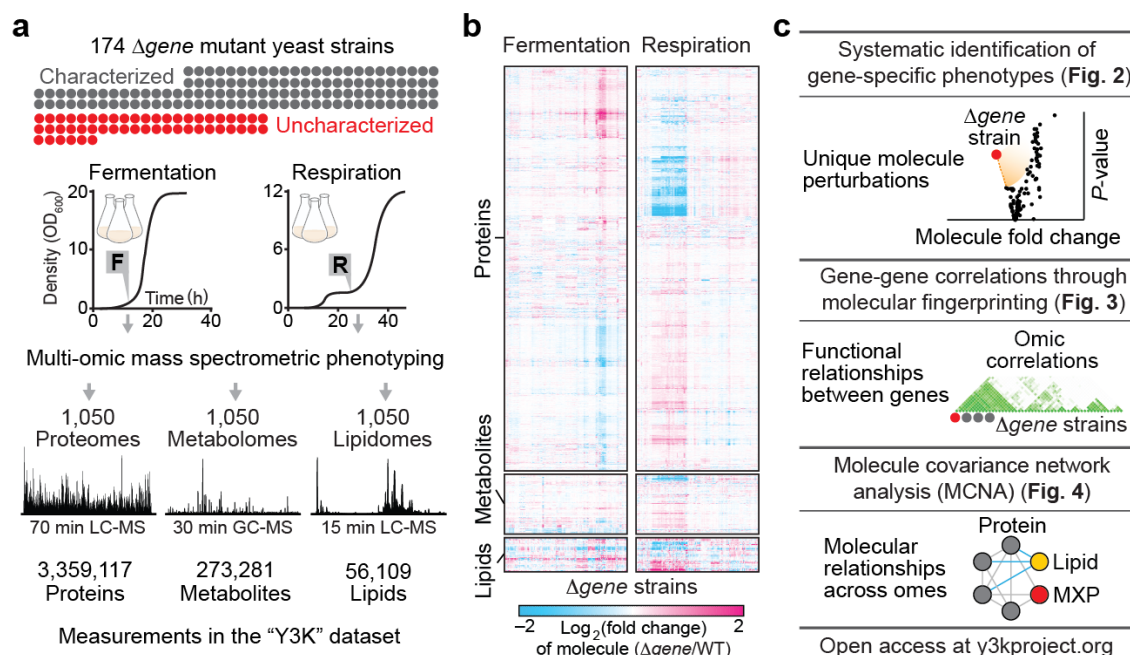 a
174 Δgene mutant yeast strains
Characterized
Uncharacterized
Fermentation
Respiration
Density (OD600)
20
10
0
F
Time (h)
0
20
40
12
6
0
R
0
20
40
Multi-omic mass spectrometric phenotyping
1,050
Proteomes
1,050
Metabolomes
1,050
Lipidomes
70 min LC-MS
30 min GC-MS
15 min LC-MS
3,359,117
Proteins
273,281
Metabolites
56,109
Lipids
Measurements in the “Y3K” dataset
b
Fermentation
Respiration
Proteins
Metabolites
Lipids
Δgene strains
−2
Log2(fold change)
2
of molecule (Δgene/WT)
c
Systematic identification of
gene-specific phenotypes (Fig. 2)
Δgene
strain
Unique molecule
perturbations
P-value
Molecule fold change
Gene-gene correlations through
molecular fingerprinting (Fig. 3)
Omic
correlations
Functional
relationships
between genes
Δgene strains
Molecule covariance network
analysis (MCNA) (Fig. 4)
Protein
Molecular
relationships
across omes
Lipid
MXP
Open access at y3kproject.org